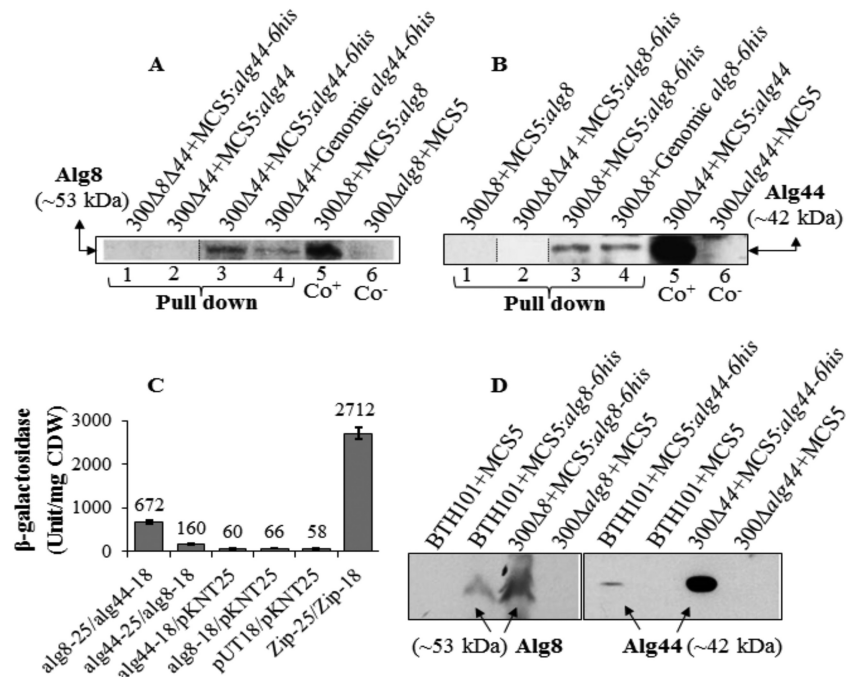 A
300Δ8Δ44+MCS5:alg44-6his
300Δ44+MCS5:alg44
300Δ44+MCS5:alg44-6his
300Δ44+Genomic alg44-6his
300Δ8+MCS5:alg8
300Δalg8+MCS5
Alg8
(~53 kDa)
1 2 3 4 5 6
Pull down
Co+ Co-
B
300Δ8+MCS5:alg8
300Δ8Δ44 +MCS5:alg8-6his
300Δ8+MCS5:alg8-6his
300Δ8+Genomic alg8-6his
300Δ44+MCS5:alg44
300Δalg44+MCS5
Alg44
(~42 kDa)
1 2 3 4 5 6
Pull down
Co+ Co-
C
β-galactosidase
(Unit/mg CDW)
3000
2000
1000
0
672
160
60
66
58
2712
alg8-25/alg44-18
alg44-25/alg8-18
alg44-18/pKNT25
alg8-18/pKNT25
pUT18/pKNT25
Zip-25/Zip-18
D
BTH101+MCS5
BTH101+MCS5:alg8-6his
300Δ8+MCS5:alg8-6his
300Δalg8+MCS5
BTH101+MCS5:alg44-6his
BTH101+MCS5
300Δ44+MCS5:alg44-6his
300Δalg44+MCS5
(~53 kDa) Alg8
Alg44 (~42 kDa)